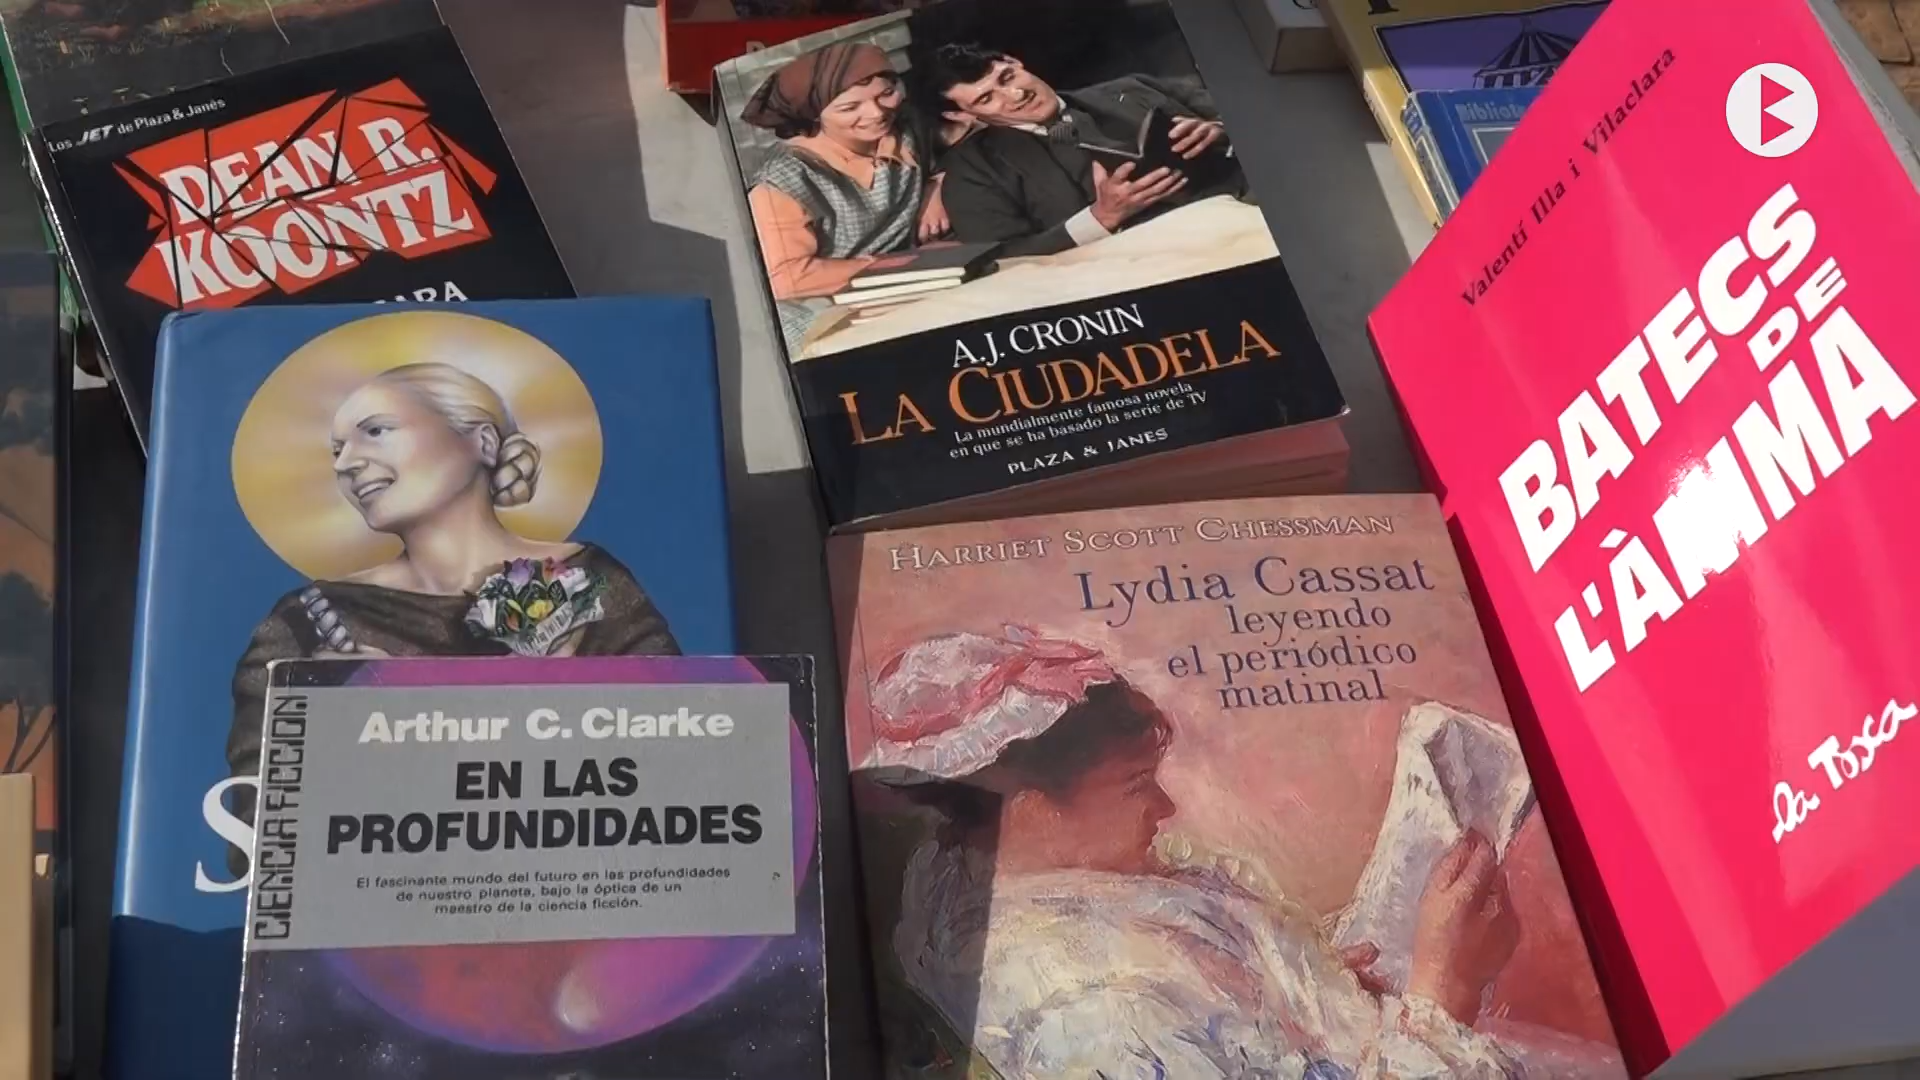 Los JET de Plaza & Janés
DEAN R.
KOONTZ
A.J. CRONIN
LA CIUDADELA
La mundialmente famosa novela
en que se ha basado la serie de TV
PLAZA & JANES
Valentí Illa i Vilaclara
BATECS
DE
L'ÀNIMA
la Tosca
HARRIET SCOTT CHESSMAN
Lydia Cassat
leyendo
el periódico
matinal
S
CIENCIA FICCION
Arthur C. Clarke
EN LAS
PROFUNDIDADES
El fascinante mundo del futuro en las profundidades
de nuestro planeta, bajo la óptica de un
maestro de la ciencia ficción.